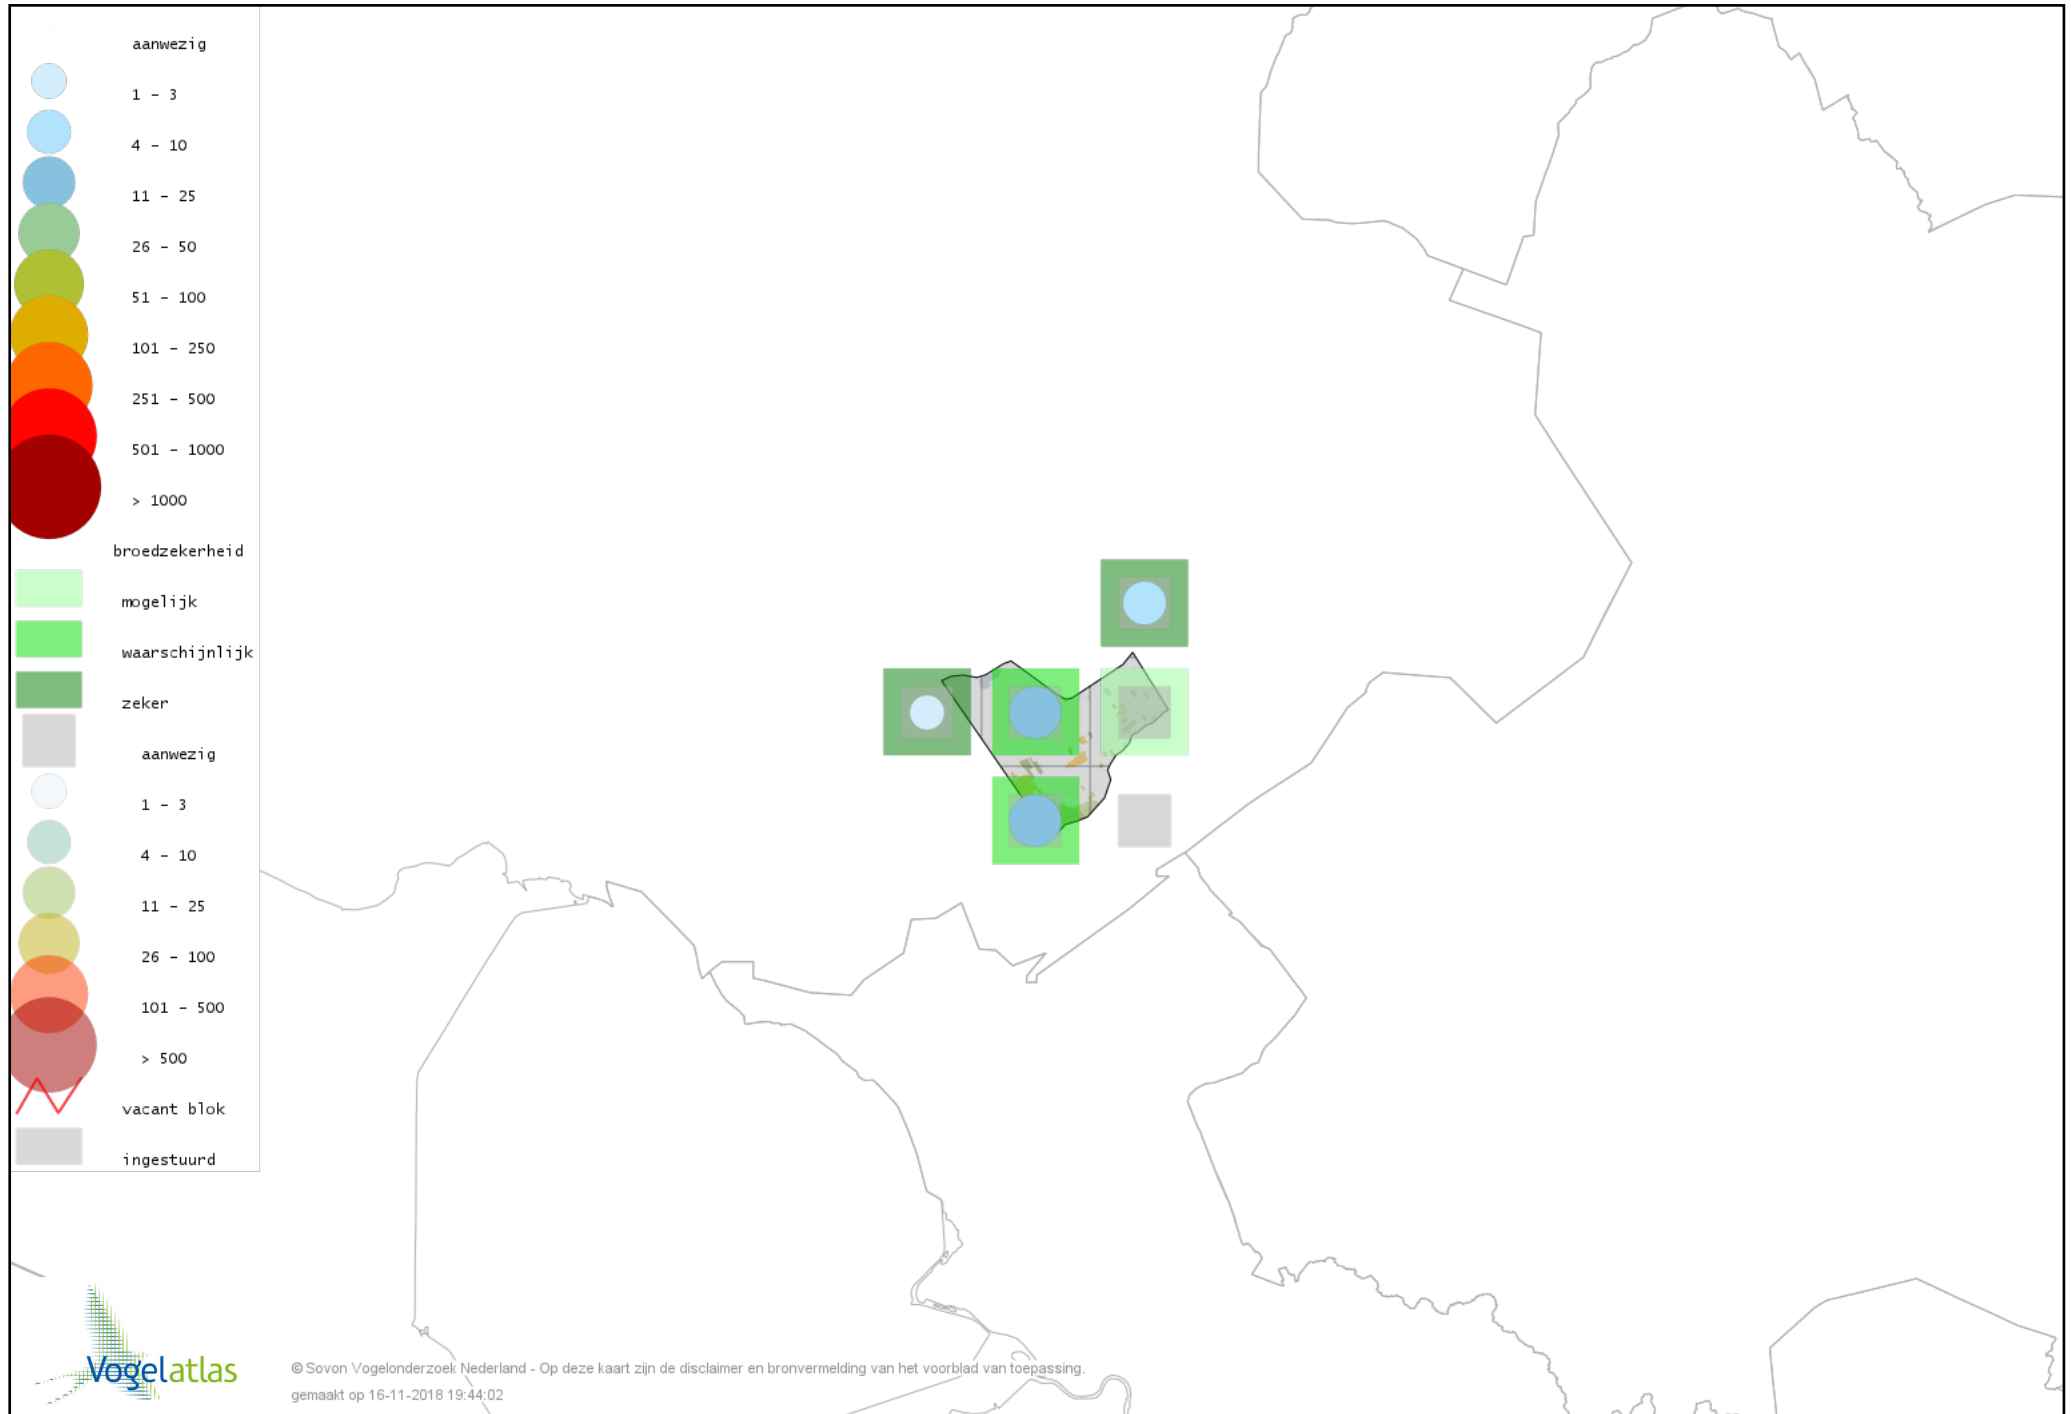 aanwezig
1 - 3
4 - 10
11 - 25
26 - 50
51 - 100
101 - 250
251 - 500
501 - 1000
> 1000
broedzekerheid
mogelijk
waarschijnlijk
zeker
aanwezig
1 - 3
4 - 10
11 - 25
26 - 100
101 - 500
> 500
vacant blok
ingestuurd
Vogelatlas
© Sovon Vogelonderzoek Nederland - Op deze kaart zijn de disclaimer en bronvermelding van het voorblad van toepassing.
gemaakt op 16-11-2018 19:44:02